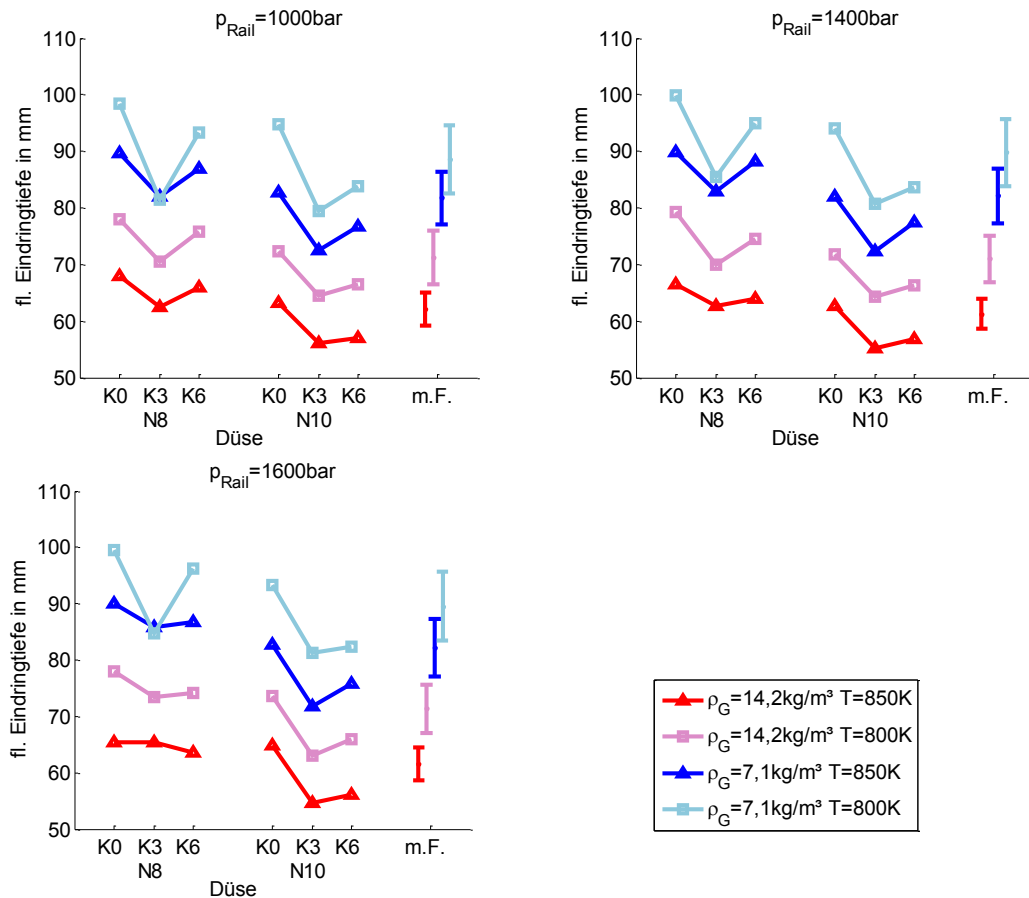 p_Rail=1000bar
fl. Eindringtiefe in mm
110
100
90
80
70
60
50
K0 K3 K6 K0 K3 K6 m.F.
N8 N10
Düse
p_Rail=1400bar
fl. Eindringtiefe in mm
110
100
90
80
70
60
50
K0 K3 K6 K0 K3 K6 m.F.
N8 N10
Düse
p_Rail=1600bar
fl. Eindringtiefe in mm
110
100
90
80
70
60
50
K0 K3 K6 K0 K3 K6 m.F.
N8 N10
Düse
ρ_G=14,2kg/m³ T=850K
ρ_G=14,2kg/m³ T=800K
ρ_G=7,1kg/m³ T=850K
ρ_G=7,1kg/m³ T=800K